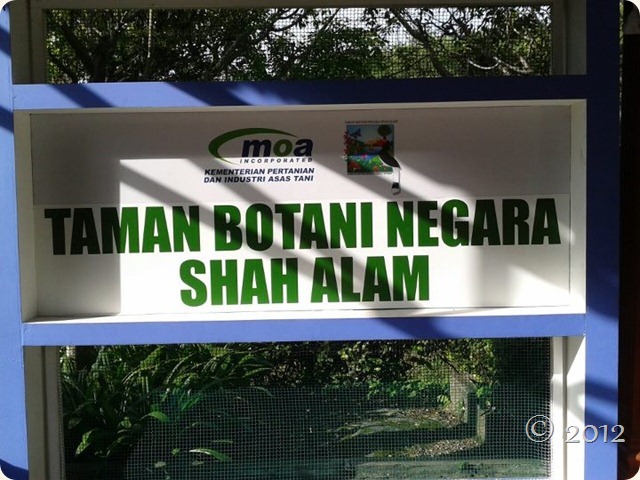 moa
INCORPORATED
KEMENTERIAN PERTANIAN
DAN INDUSTRI ASAS TANI
TAMAN BOTANI NEGARA
SHAH ALAM
© 2012